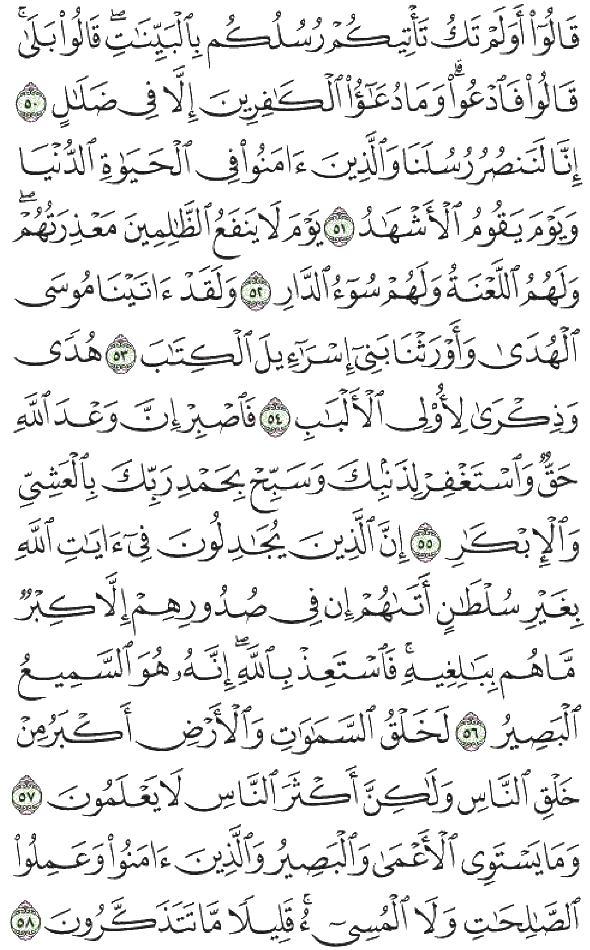 قَالُوٓاْ أَوَلَمْ تَكُ تَأْتِيكُمْ رُسُلُكُم بِٱلْبَيِّنَٰتِۖ قَالُواْ بَلَىٰۚ
قَالُواْ فَٱدْعُواْۗ وَمَا دُعَٰٓؤُاْ ٱلْكَٰفِرِينَ إِلَّا فِى ضَلَٰلٍ ٥٠
إِنَّا لَنَنصُرُ رُسُلَنَا وَٱلَّذِينَ ءَامَنُواْ فِى ٱلْحَيَوٰةِ ٱلدُّنْيَا
وَيَوْمَ يَقُومُ ٱلْأَشْهَٰدُ ٥١ يَوْمَ لَا يَنفَعُ ٱلظَّٰلِمِينَ مَعْذِرَتُهُمْۖ
وَلَهُمُ ٱللَّعْنَةُ وَلَهُمْ سُوٓءُ ٱلدَّارِ ٥٢ وَلَقَدْ ءَاتَيْنَا مُوسَى
ٱلْهُدَىٰ وَأَوْرَثْنَا بَنِىٓ إِسْرَٰٓءِيلَ ٱلْكِتَٰبَ ٥٣ هُدًى
وَذِكْرَىٰ لِأُوْلِى ٱلْأَلْبَٰبِ ٥٤ فَٱصْبِرْ إِنَّ وَعْدَ ٱللَّهِ
حَقٌّ وَٱسْتَغْفِرْ لِذَنۢبِكَ وَسَبِّحْ بِحَمْدِ رَبِّكَ بِٱلْعَشِىِّ
وَٱلْإِبْكَٰرِ ٥٥ إِنَّ ٱلَّذِينَ يُجَٰدِلُونَ فِىٓ ءَايَٰتِ ٱللَّهِ
بِغَيْرِ سُلْطَٰنٍ أَتَىٰهُمْ إِن فِى صُدُورِهِمْ إِلَّا كِبْرٌ
مَّا هُم بِبَٰلِغِيهِۚ فَٱسْتَعِذْ بِٱللَّهِۖ إِنَّهُۥ هُوَ ٱلسَّمِيعُ
ٱلْبَصِيرُ ٥٦ لَخَلْقُ ٱلسَّمَٰوَٰتِ وَٱلْأَرْضِ أَكْبَرُ مِنْ
خَلْقِ ٱلنَّاسِ وَلَٰكِنَّ أَكْثَرَ ٱلنَّاسِ لَا يَعْلَمُونَ ٥٧
وَمَا يَسْتَوِى ٱلْأَعْمَىٰ وَٱلْبَصِيرُ وَٱلَّذِينَ ءَامَنُواْ وَعَمِلُواْ
ٱلصَّٰلِحَٰتِ وَلَا ٱلْمُسِىٓءُۚ قَلِيلًا مَّا تَتَذَكَّرُونَ ٥٨